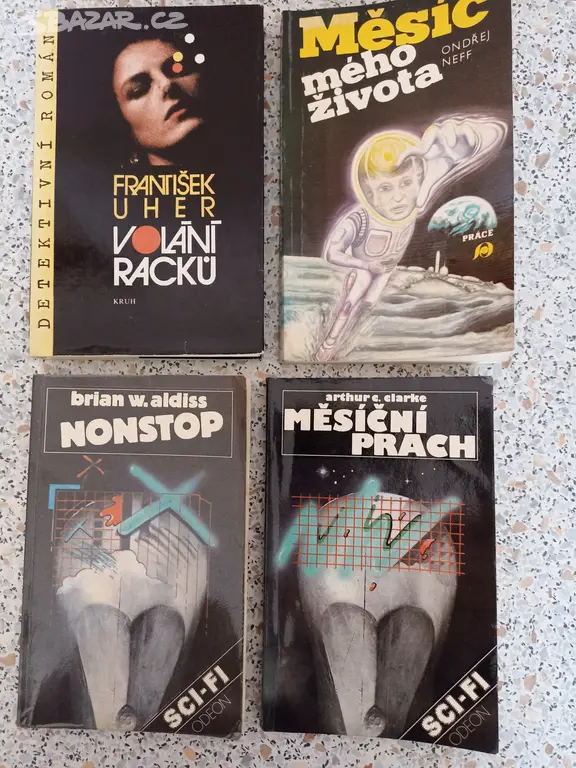 BAZAR.CZ
DETEKTIVNÍ ROMÁN
FRANTIŠEK
UHER
VOLÁNÍ
RACKŮ
KRUH
Měsíc
mého
života
ONDŘEJ
NEFF
PRÁCE
brian w. aldiss
NONSTOP
SCI-FI
ODEON
arthur c. clarke
MĚSÍČNÍ
PRACH
SCI-FI
ODEON